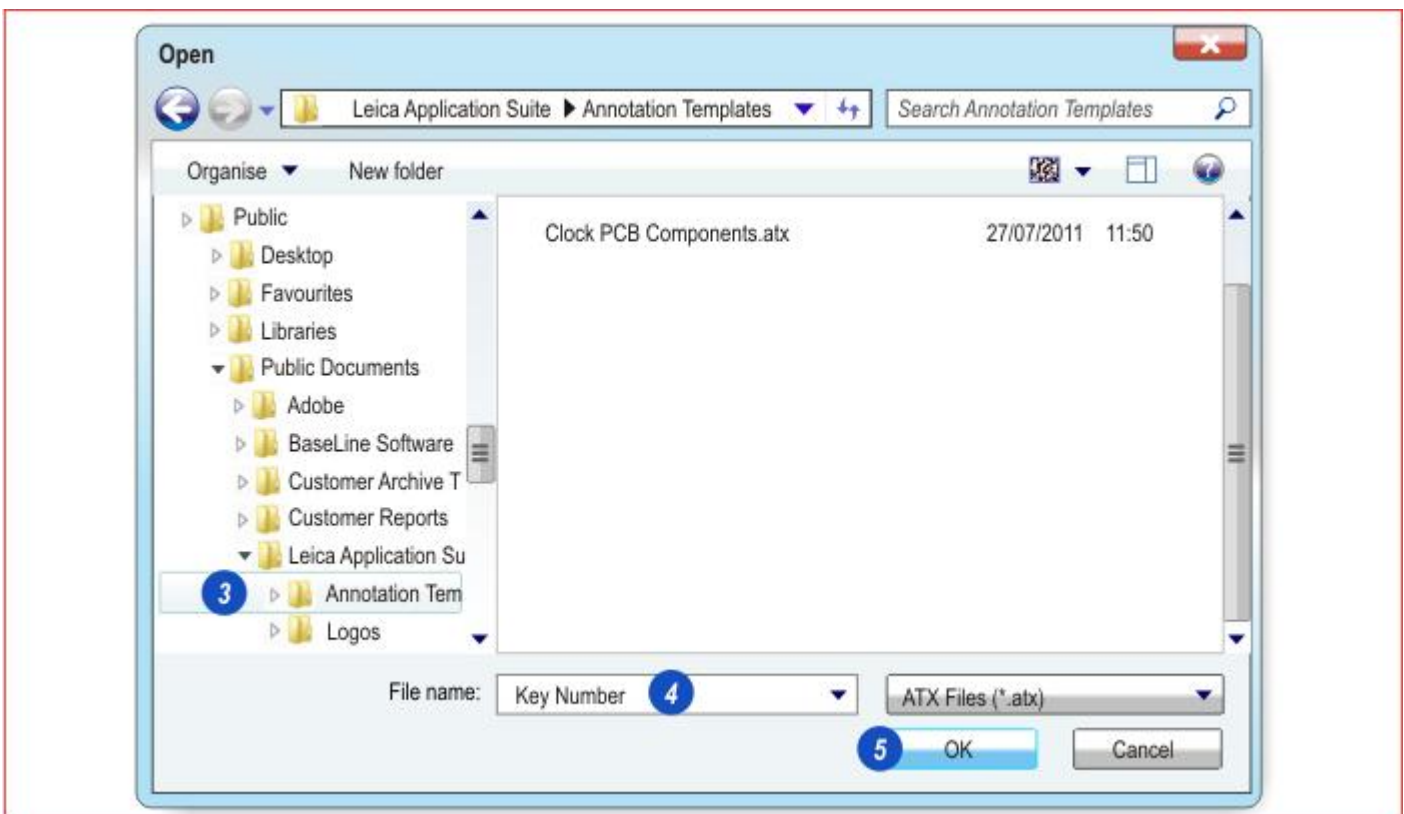 Open
Leica Application Suite Annotation Templates
Search Annotation Templates
Organise New folder
Public
Desktop
Favourites
Libraries
Public Documents
Adobe
BaseLine Software
Customer Archive T
Customer Reports
Leica Application Su
3 Annotation Tem
Logos
Clock PCB Components.atx 27/07/2011 11:50
File name: Key Number 4 ATX Files (*.atx)
5 OK Cancel